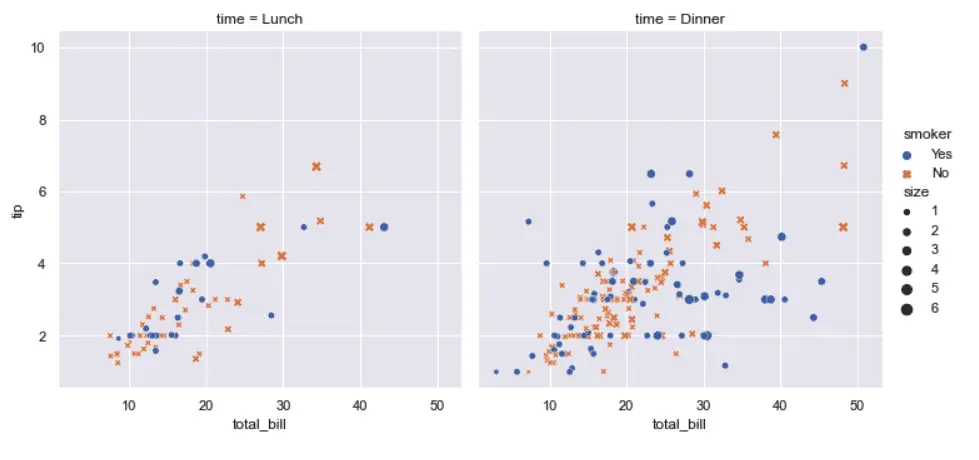 time = Lunch
time = Dinner
10
8
6
4
2
tip
10 20 30 40 50
total_bill
10 20 30 40 50
total_bill
smoker
Yes
No
size
1
2
3
4
5
6